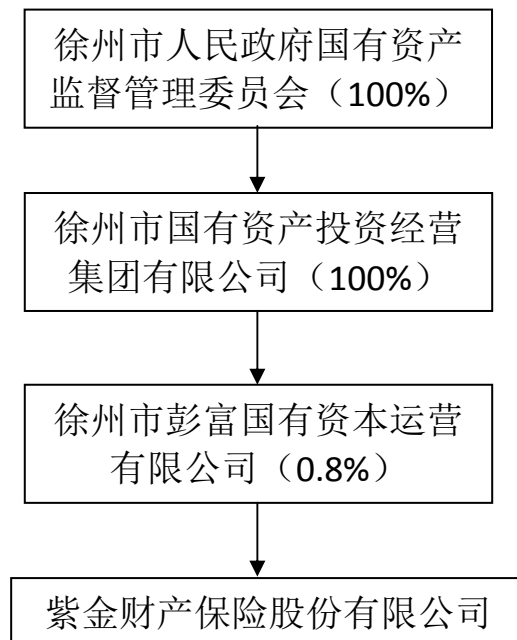 徐州市人民政府国有资产
监督管理委员会（100%）
徐州市国有资产投资经营
集团有限公司（100%）
徐州市彭富国有资本运营
有限公司（0.8%）
紫金财产保险股份有限公司